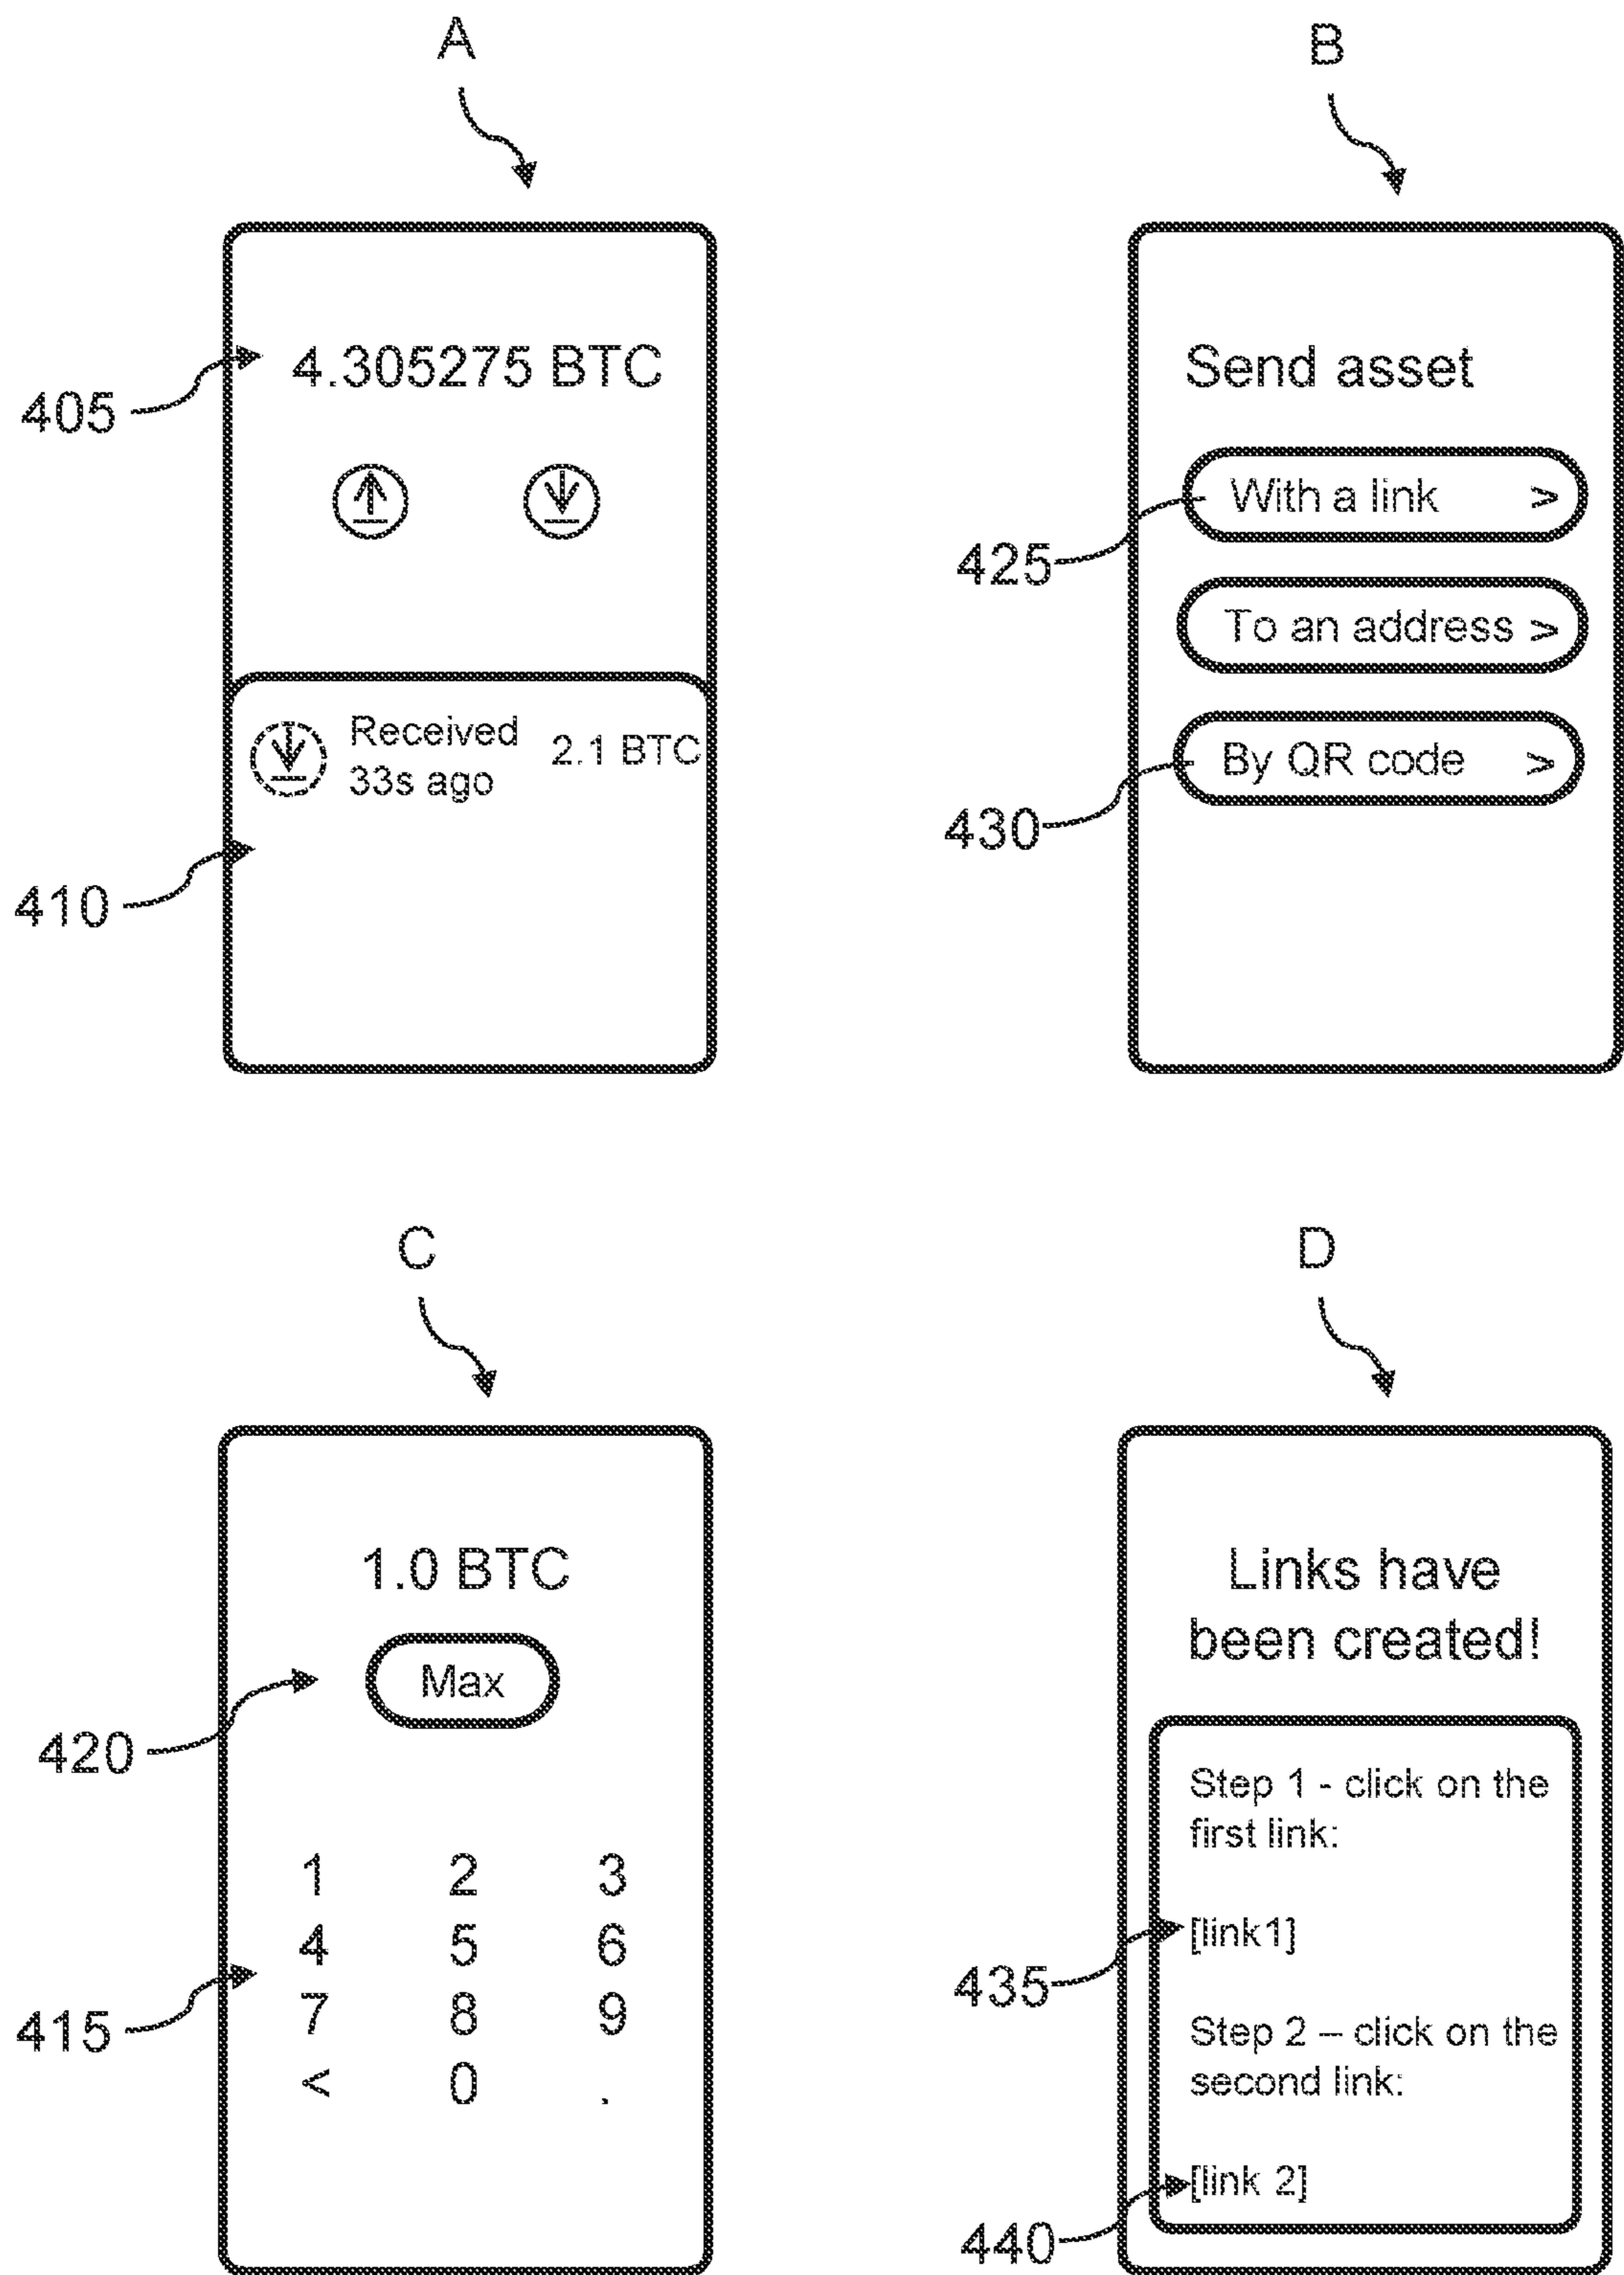 A
4.305275 BTC
405
Received
33s ago
2.1 BTC
410
B
Send asset
With a link >
425
To an address >
By QR code >
430
C
1.0 BTC
Max
420
1 2 3
4 5 6
415
7 8 9
< 0 .
D
Links have
been created!
Step 1 - click on the
first link:
[link1]
435
Step 2 – click on the
second link:
[link 2]
440